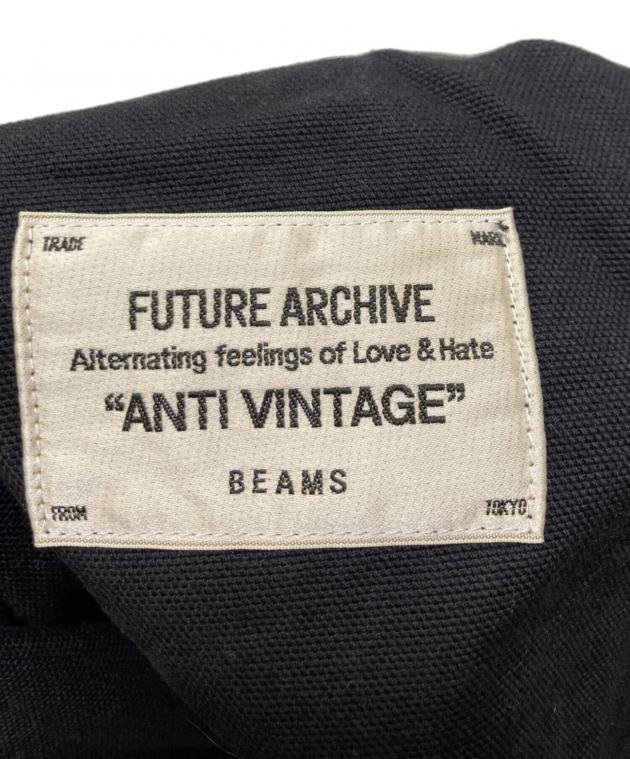 TRADE MARK
FUTURE ARCHIVE
Alternating feelings of Love & Hate
“ANTI VINTAGE”
BEAMS
FROM TOKYO